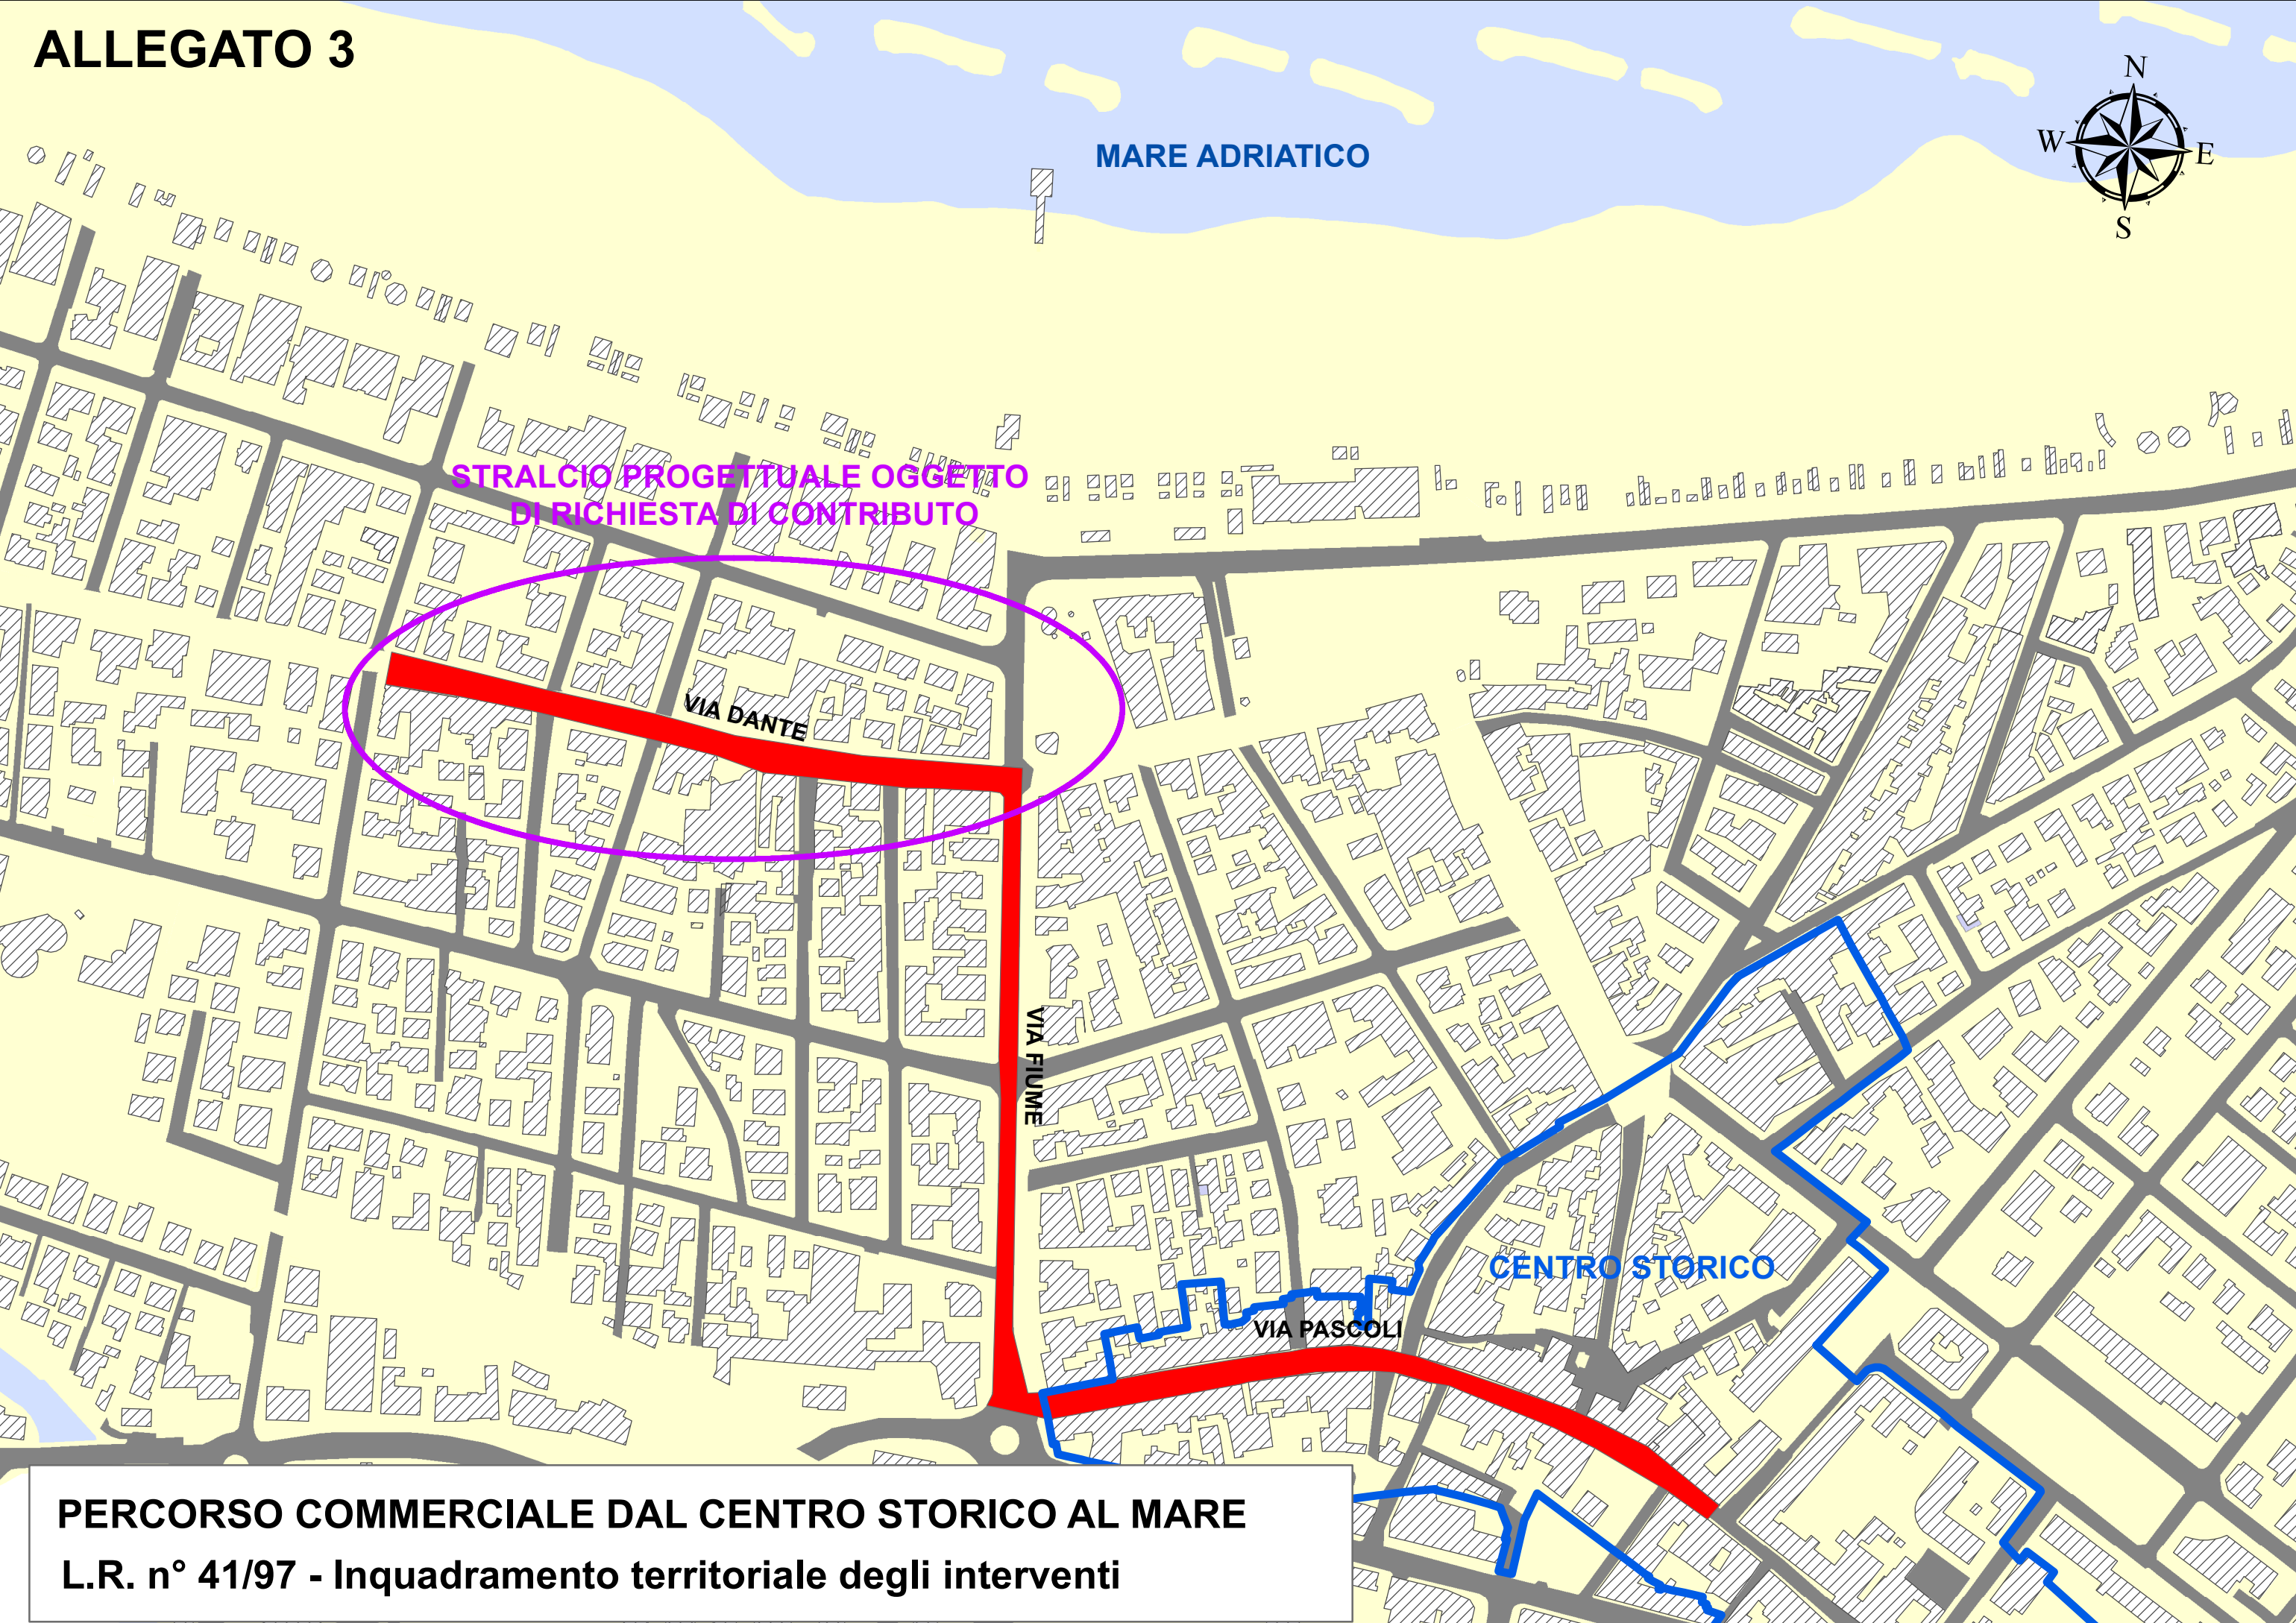 ALLEGATO 3
N
W
E
S
MARE ADRIATICO
STRALCIO PROGETTUALE OGGETTO
DI RICHIESTA DI CONTRIBUTO
VIA DANTE
VIA FIUME
CENTRO STORICO
VIA PASCOLI
PERCORSO COMMERCIALE DAL CENTRO STORICO AL MARE
L.R. n° 41/97 - Inquadramento territoriale degli interventi